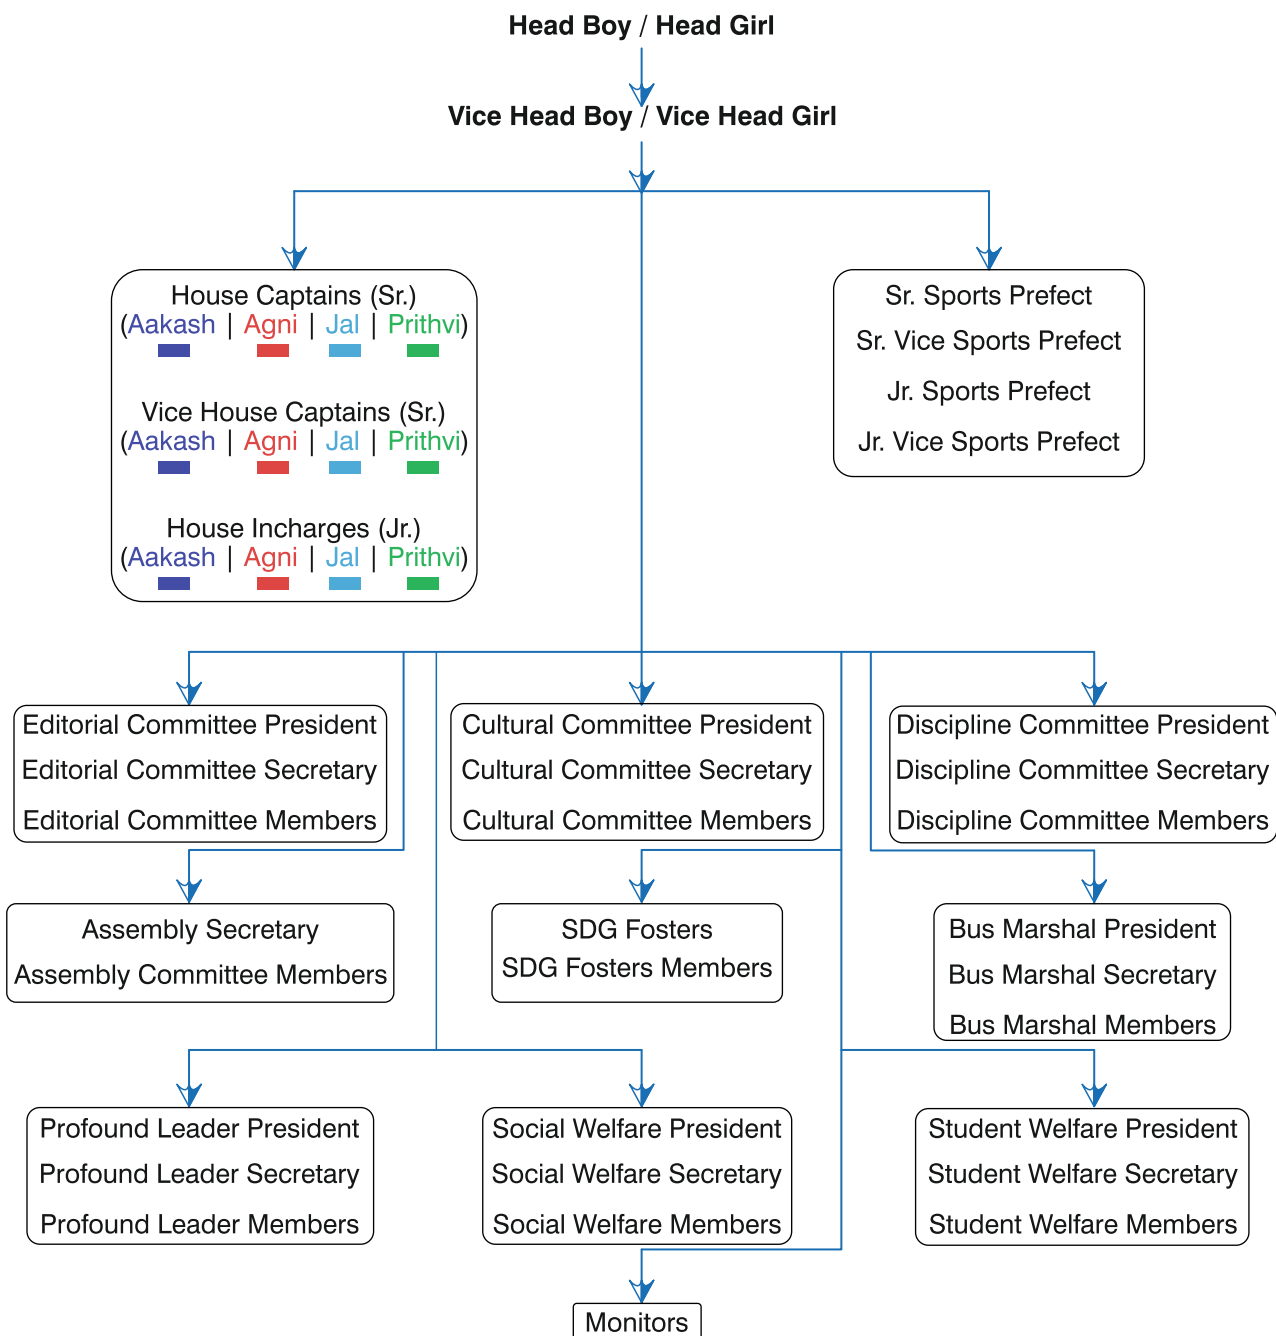 Head Boy / Head Girl
Vice Head Boy / Vice Head Girl
House Captains (Sr.)
(Aakash | Agni | Jal | Prithvi)
Vice House Captains (Sr.)
(Aakash | Agni | Jal | Prithvi)
House Incharges (Jr.)
(Aakash | Agni | Jal | Prithvi)
Sr. Sports Prefect
Sr. Vice Sports Prefect
Jr. Sports Prefect
Jr. Vice Sports Prefect
Editorial Committee President
Editorial Committee Secretary
Editorial Committee Members
Cultural Committee President
Cultural Committee Secretary
Cultural Committee Members
Discipline Committee President
Discipline Committee Secretary
Discipline Committee Members
Assembly Secretary
Assembly Committee Members
SDG Fosters
SDG Fosters Members
Bus Marshal President
Bus Marshal Secretary
Bus Marshal Members
Profound Leader President
Profound Leader Secretary
Profound Leader Members
Social Welfare President
Social Welfare Secretary
Social Welfare Members
Student Welfare President
Student Welfare Secretary
Student Welfare Members
Monitors